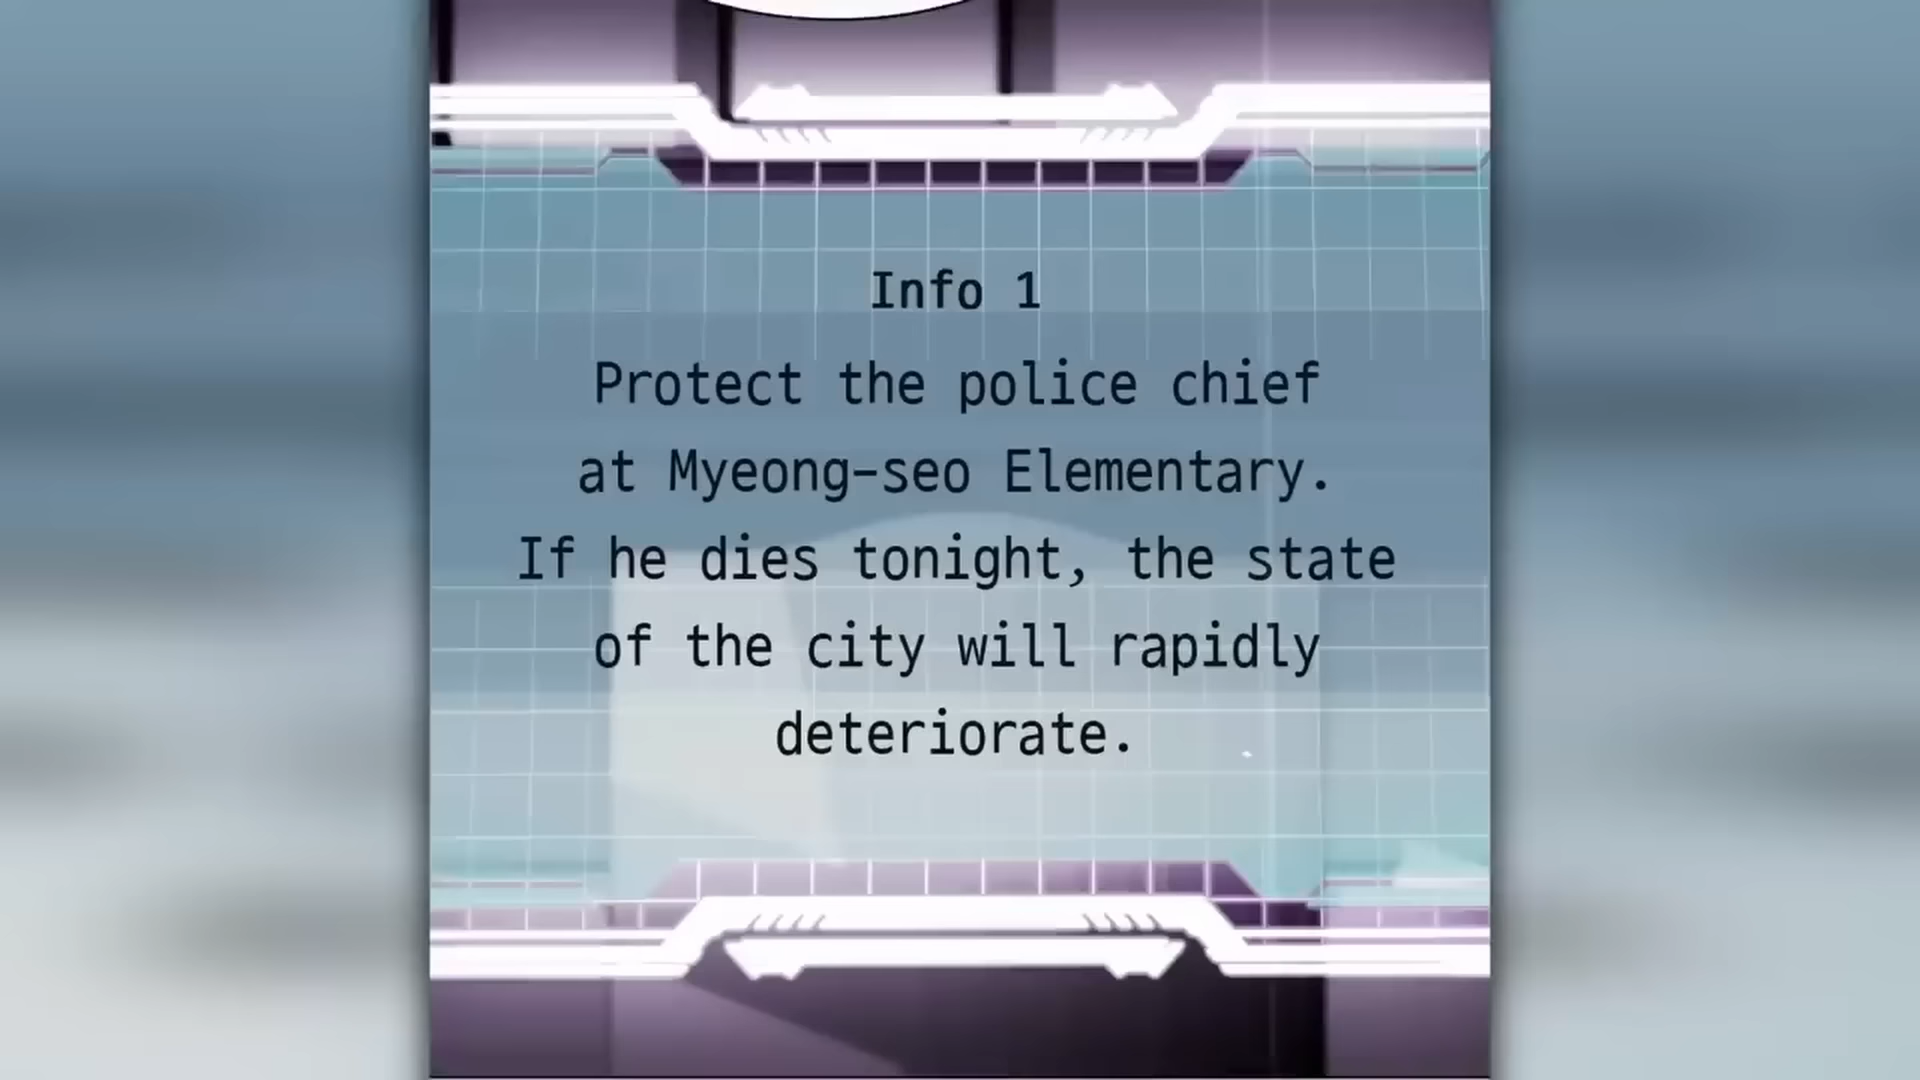 Info 1
Protect the police chief
at Myeong-seo Elementary.
If he dies tonight, the state
of the city will rapidly
deteriorate.